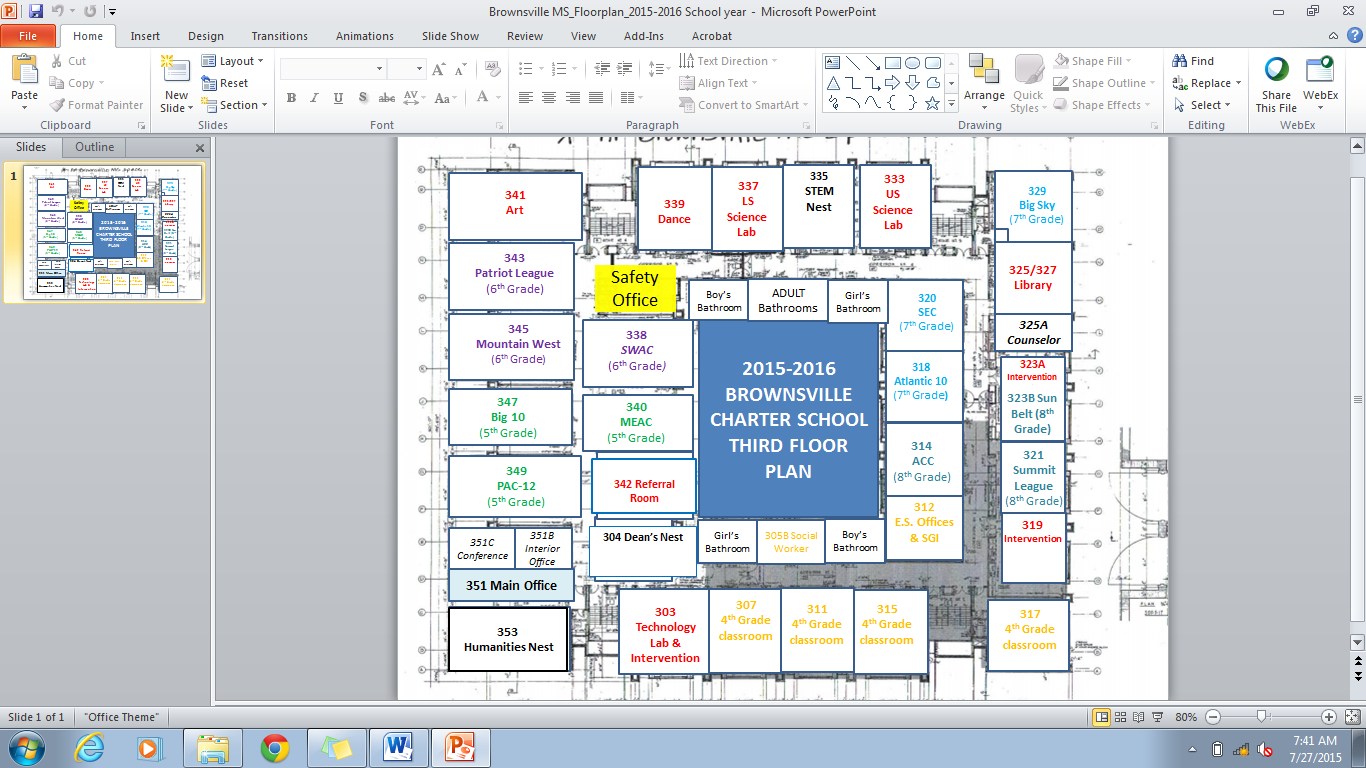 Brownsville MS_Floorplan_2015-2016 School year - Microsoft PowerPoint
File Home Insert Design Transitions Animations Slide Show Review View Add-Ins Acrobat
Paste
Cut
Copy
Format Painter
Clipboard
New Slide
Layout
Reset
Section
Slides
B I U S abc AV Aa A
Font
Text Direction
Align Text
Convert to SmartArt
Paragraph
Arrange
Quick Styles
Shape Fill
Shape Outline
Shape Effects
Drawing
Find
Replace
Select
Editing
Share This File
WebEx
WebEx
Slides Outline
1
341
Art
339
Dance
337
LS
Science
Lab
335
STEM
Nest
333
US
Science
Lab
329
Big Sky
(7th Grade)
343
Patriot League
(6th Grade)
Safety
Office
Boy's
Bathroom
ADULT
Bathrooms
Girl's
Bathroom
320
SEC
(7th Grade)
325/327
Library
325A
Counselor
345
Mountain West
(6th Grade)
338
SWAC
(6th Grade)
2015-2016
BROWNSVILLE
CHARTER SCHOOL
THIRD FLOOR
PLAN
318
Atlantic 10
(7th Grade)
323A
Intervention
323B Sun
Belt (8th
Grade)
347
Big 10
(5th Grade)
340
MEAC
(5th Grade)
314
ACC
(8th Grade)
321
Summit
League
(8th Grade)
349
PAC-12
(5th Grade)
342 Referral
Room
312
E.S. Offices
& SGI
319
Intervention
351C
Conference
351B
Interior
Office
304 Dean's Nest
Girl's
Bathroom
305B Social
Worker
Boy's
Bathroom
351 Main Office
353
Humanities Nest
303
Technology
Lab &
Intervention
307
4th Grade
classroom
311
4th Grade
classroom
315
4th Grade
classroom
317
4th Grade
classroom
Slide 1 of 1 "Office Theme" 80%
7:41 AM
7/27/2015